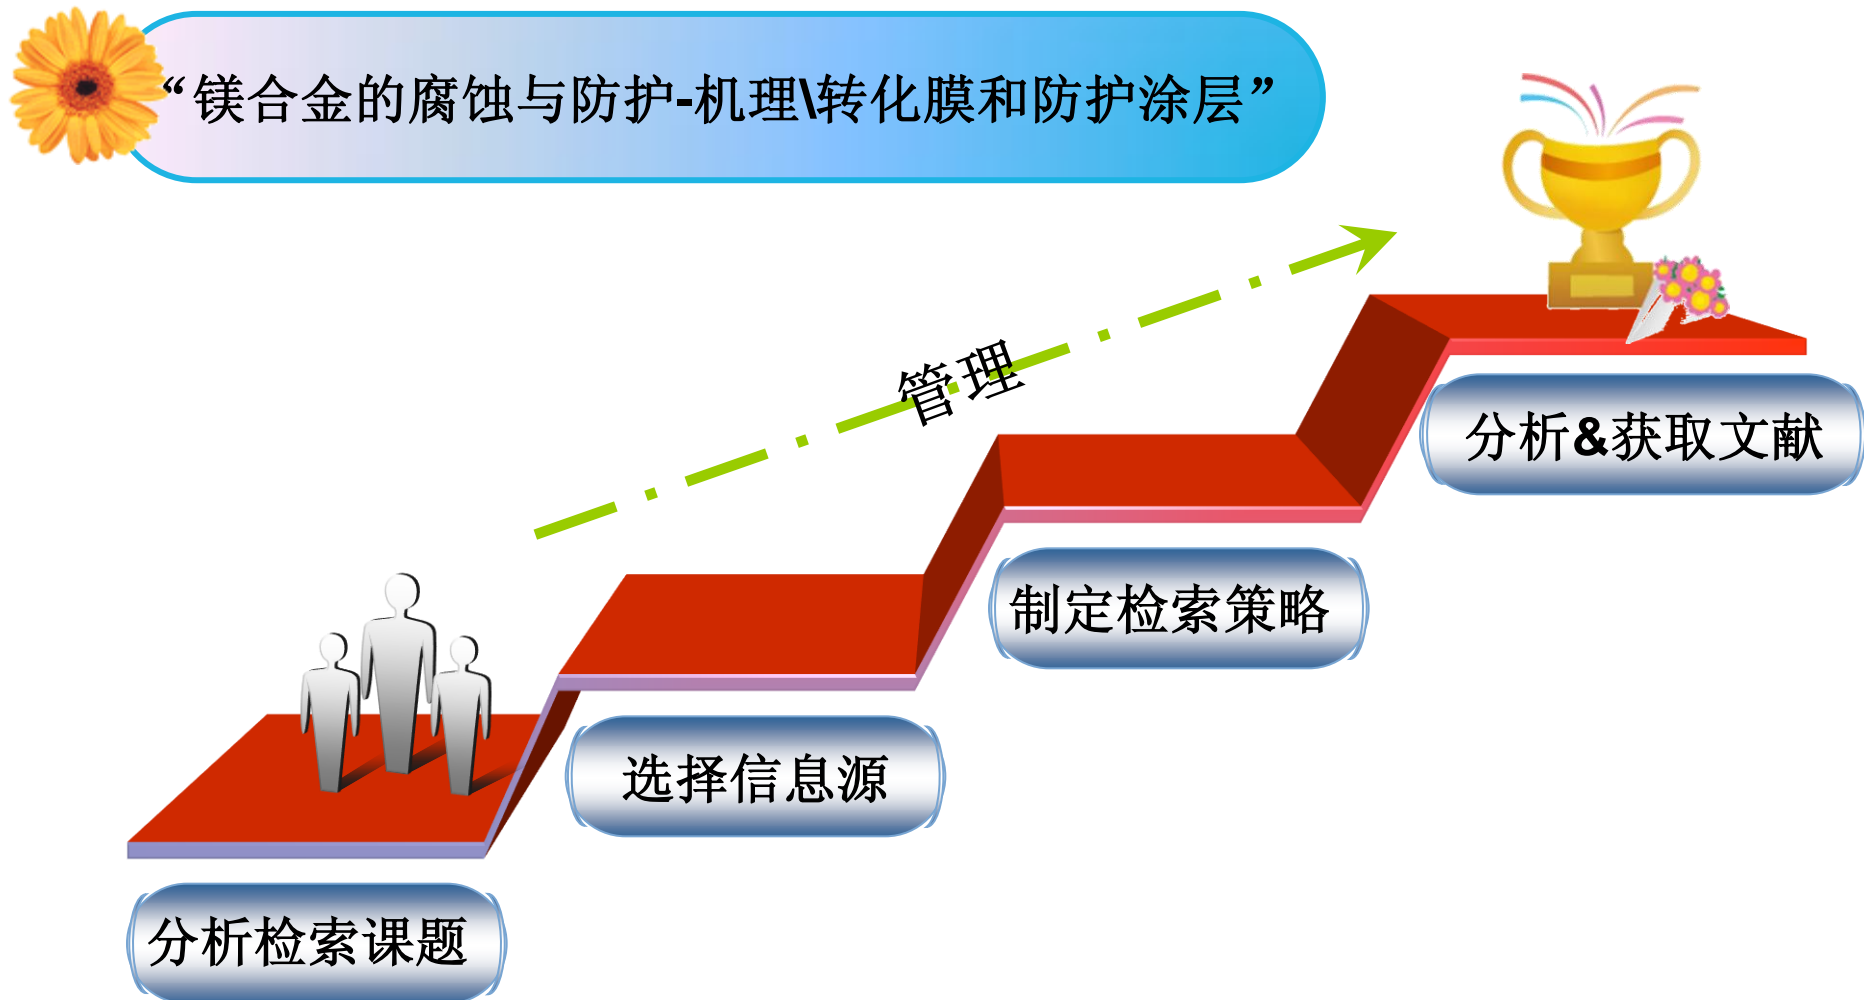 “镁合金的腐蚀与防护-机理\转化膜和防护涂层”
管理
分析&获取文献
制定检索策略
选择信息源
分析检索课题